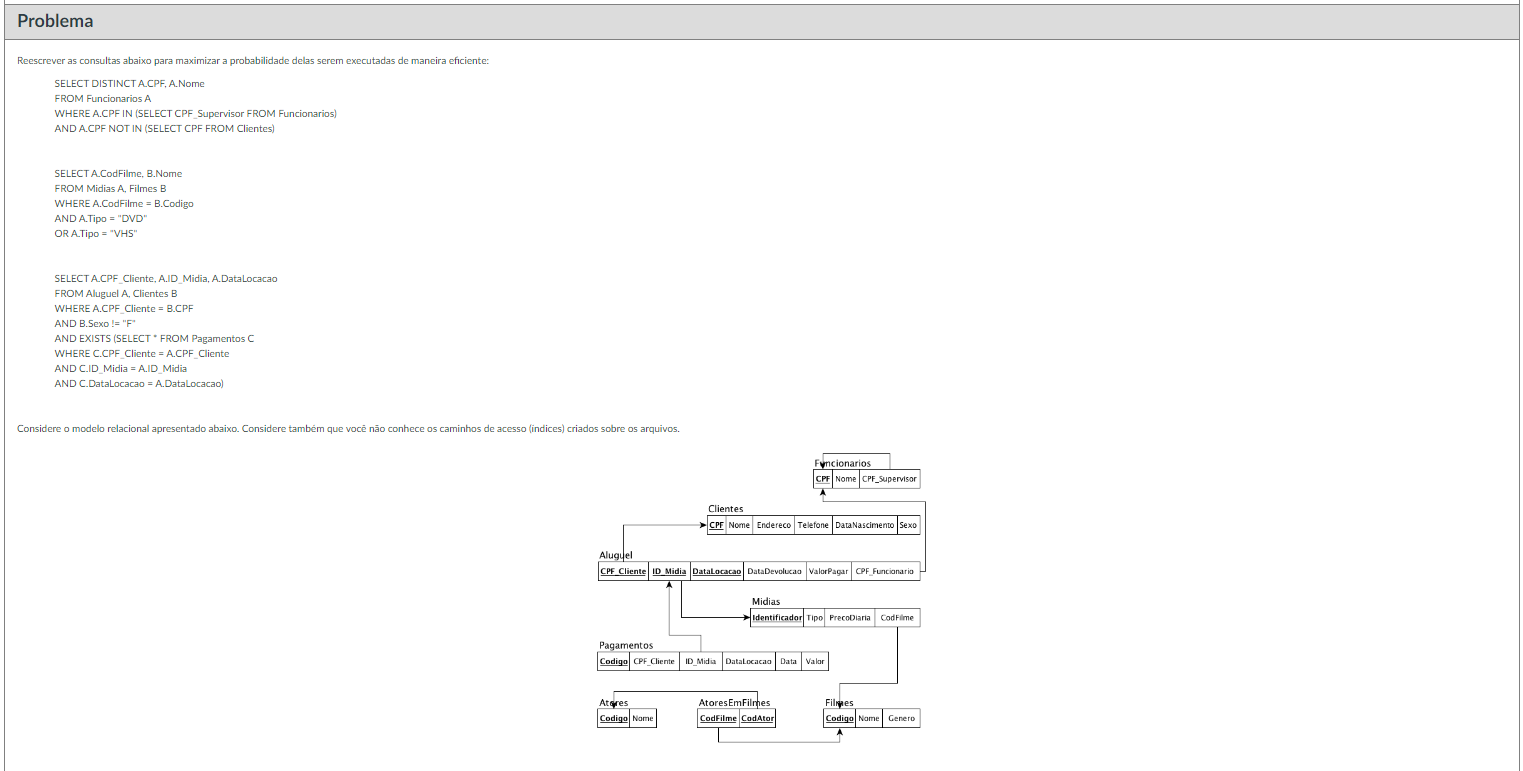 Problema
Reescrever as consultas abaixo para maximizar a probabilidade delas serem executadas de maneira eficiente:
SELECT DISTINCT A.CPF, A.Nome
FROM Funcionarios A
WHERE A.CPF IN (SELECT CPF_Supervisor FROM Funcionarios)
AND A.CPF NOT IN (SELECT CPF FROM Clientes)
SELECT A.CodFilme, B.Nome
FROM Midias A, Filmes B
WHERE A.CodFilme = B.Codigo
AND A.Tipo = "DVD"
OR A.Tipo = "VHS"
SELECT A.CPF_Cliente, A.ID_Midia, A.DataLocacao
FROM Aluguel A, Clientes B
WHERE A.CPF_Cliente = B.CPF
AND B.Sexo != "F"
AND EXISTS (SELECT * FROM Pagamentos C
WHERE C.CPF_Cliente = A.CPF_Cliente
AND C.ID_Midia = A.ID_Midia
AND C.DataLocacao = A.DataLocacao)
Considere o modelo relacional apresentado abaixo. Considere também que você não conhece os caminhos de acesso (índices) criados sobre os arquivos.
Funcionarios
CPF Nome CPF_Supervisor
Clientes
CPF Nome Endereco Telefone DataNascimento Sexo
Aluguel
CPF_Cliente ID_Midia DataLocacao DataDevolucao ValorPagar CPF_Funcionario
Midias
Identificador Tipo PrecoDiaria CodFilme
Pagamentos
Codigo CPF_Cliente ID_Midia DataLocacao Data Valor
Atores AtoresEmFilmes Filmes
Codigo Nome CodFilme CodAtor Codigo Nome Genero